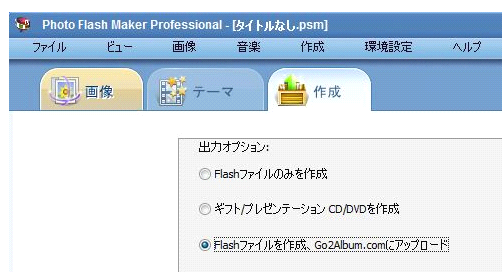 Photo Flash Maker Professional - [タイトルなし.psm]
ファイル ビュー 画像 音楽 作成 環境設定 ヘルプ
画像 テーマ 作成
出力オプション:
Flashファイルのみを作成
ギフト/プレゼンテーション CD/DVDを作成
Flashファイルを作成、Go2Album.comにアップロード